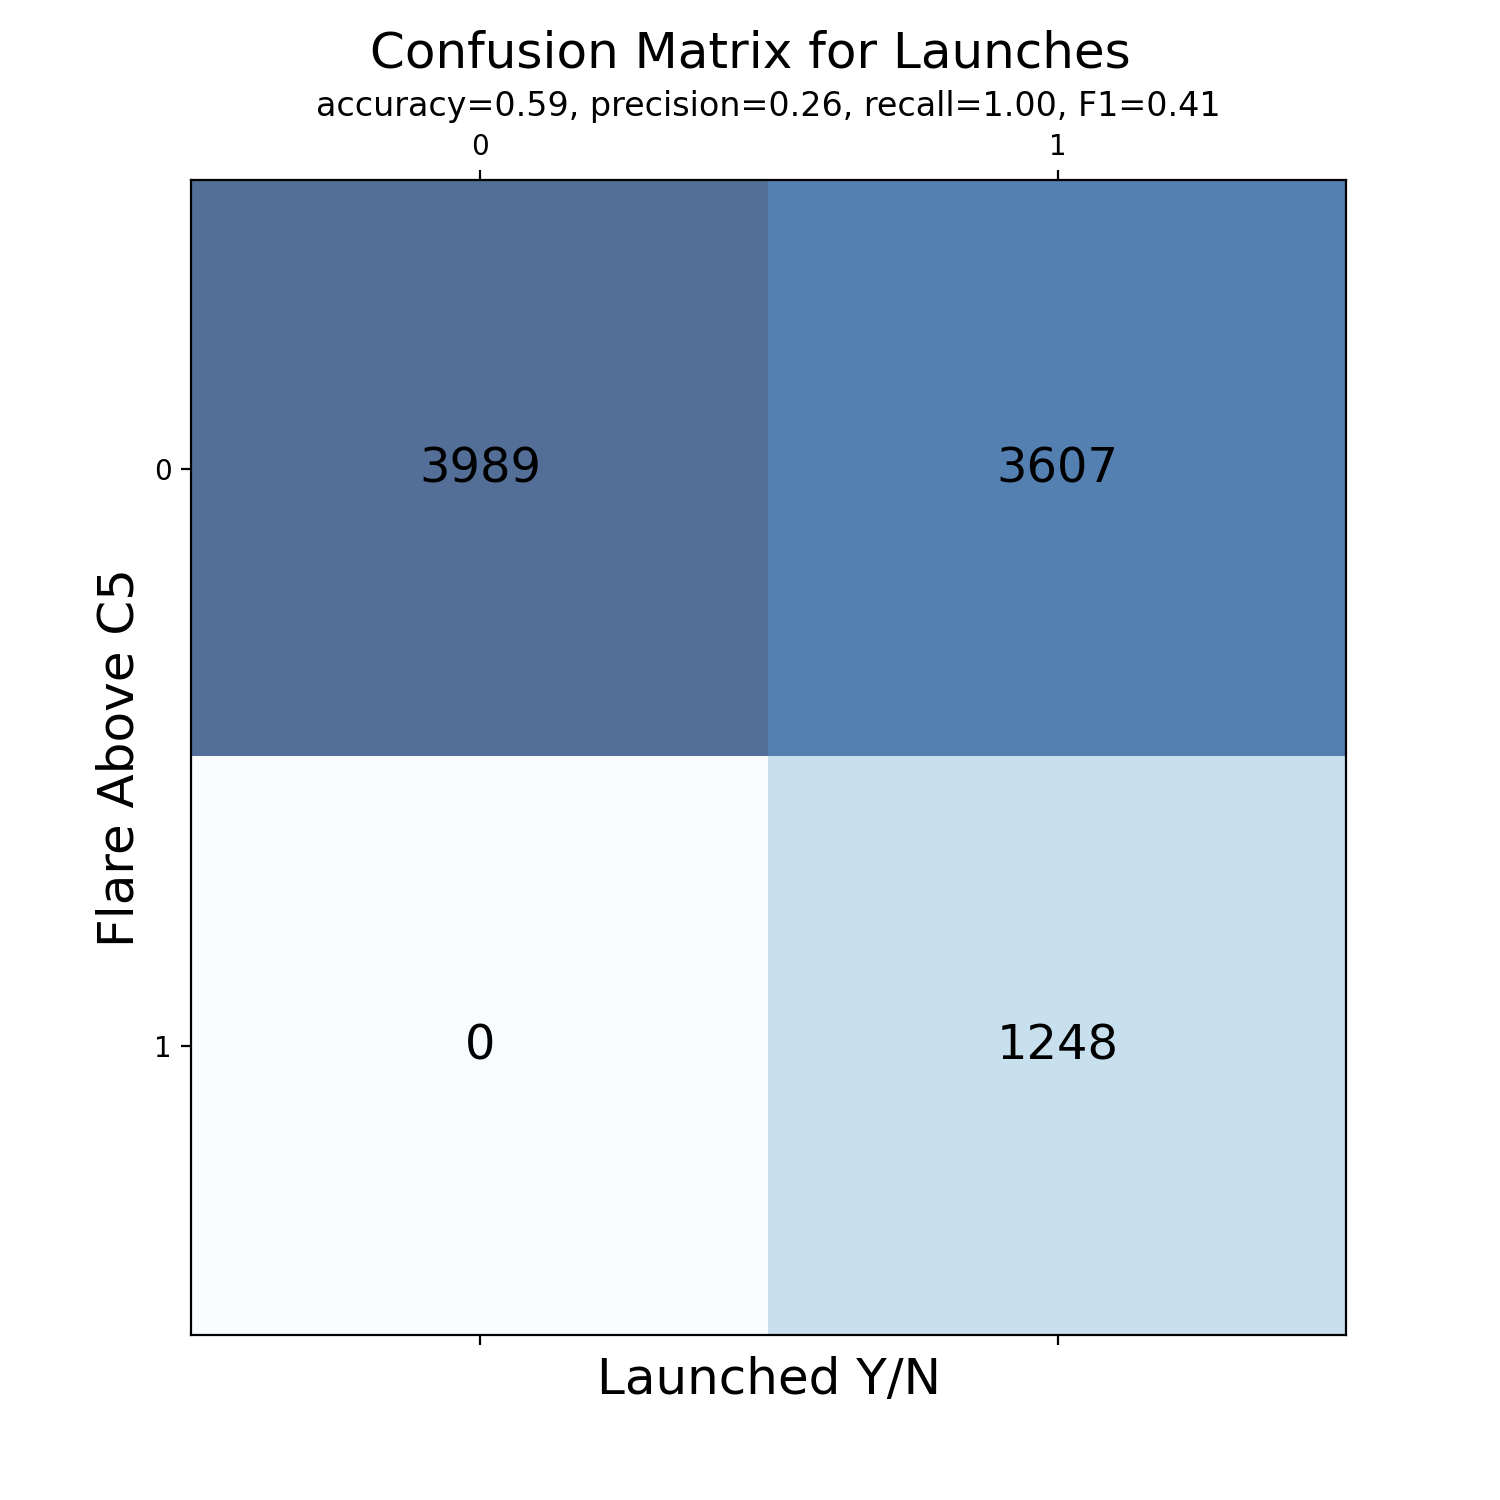 Confusion Matrix for Launches
accuracy=0.59, precision=0.26, recall=1.00, F1=0.41
0 1
0 3989 3607
Flare Above C5
1 0 1248
Launched Y/N